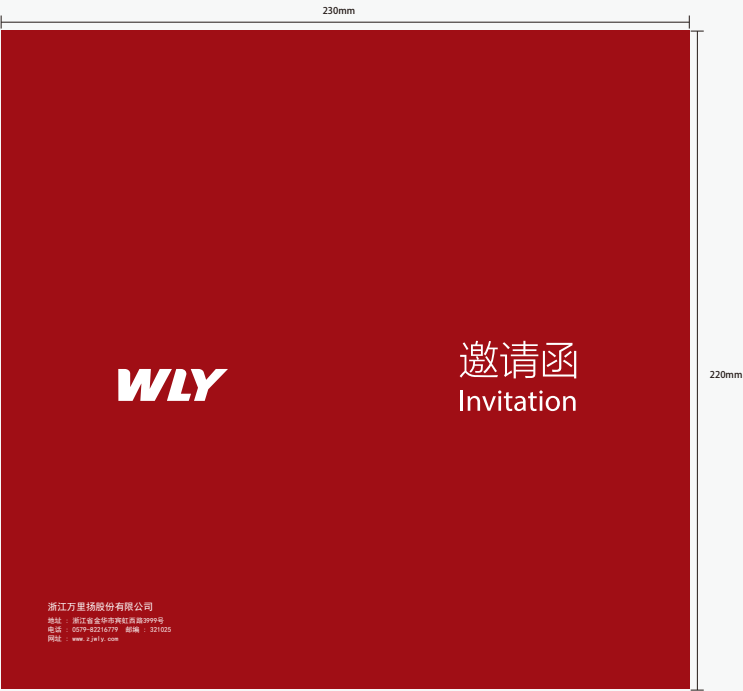 230mm
邀请函
Invitation
WLY
220mm
浙江万里扬股份有限公司
地址 : 浙江省金华市宾虹西路3999号
电话 : 0579-82216779 邮编 : 321025
网址 : www.zjwly.com